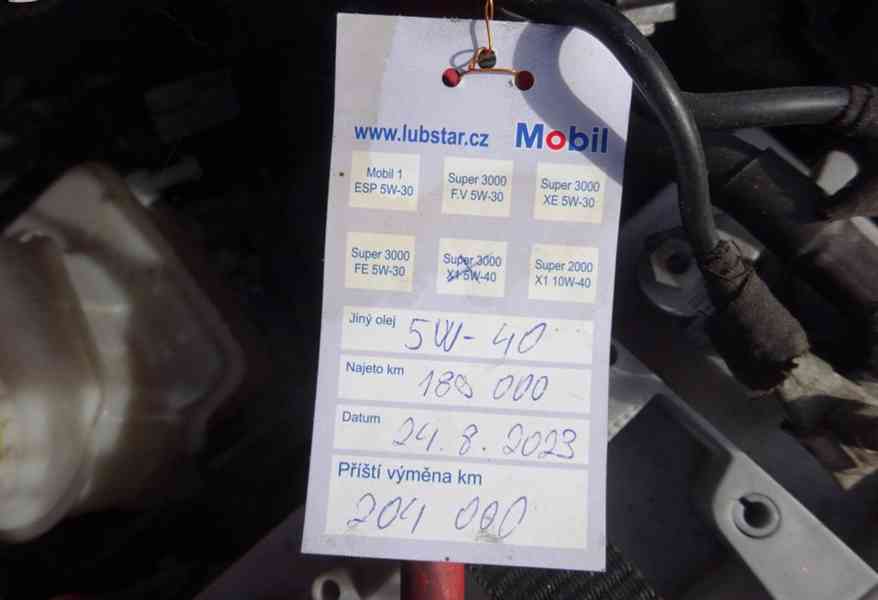 www.lubstar.cz Mobil
Mobil 1 Super 3000 Super 3000
ESP 5W-30 F.V 5W-30 XE 5W-30
Super 3000 Super 3000 Super 2000
FE 5W-30 X1 5W-40 X1 10W-40
Jiný olej 5W-40
Najeto km 000
Datum 24.8.2023
Příští výměna km
204 000